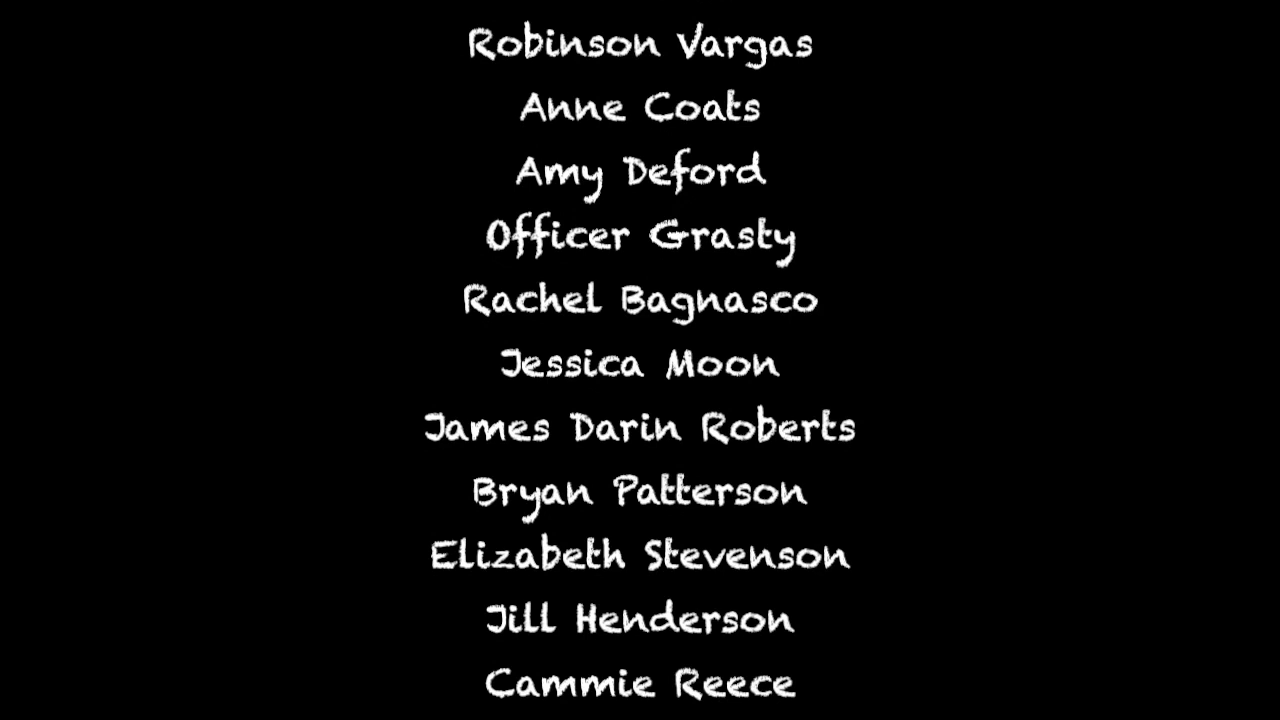 Robinson Vargas
Anne Coats
Amy Deford
Officer Grasty
Rachel Bagnasco
Jessica Moon
James Darin Roberts
Bryan Patterson
Elizabeth Stevenson
Jill Henderson
Cammie Reece